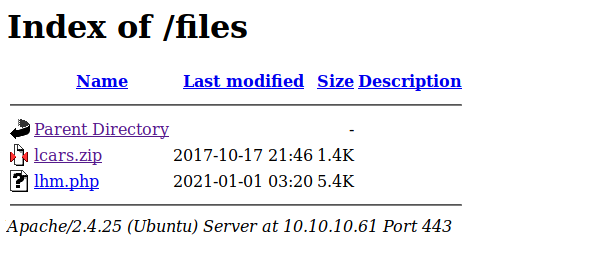 Index of /files
Name Last modified Size Description
Parent Directory -
lcars.zip 2017-10-17 21:46 1.4K
lhm.php 2021-01-01 03:20 5.4K
Apache/2.4.25 (Ubuntu) Server at 10.10.10.61 Port 443